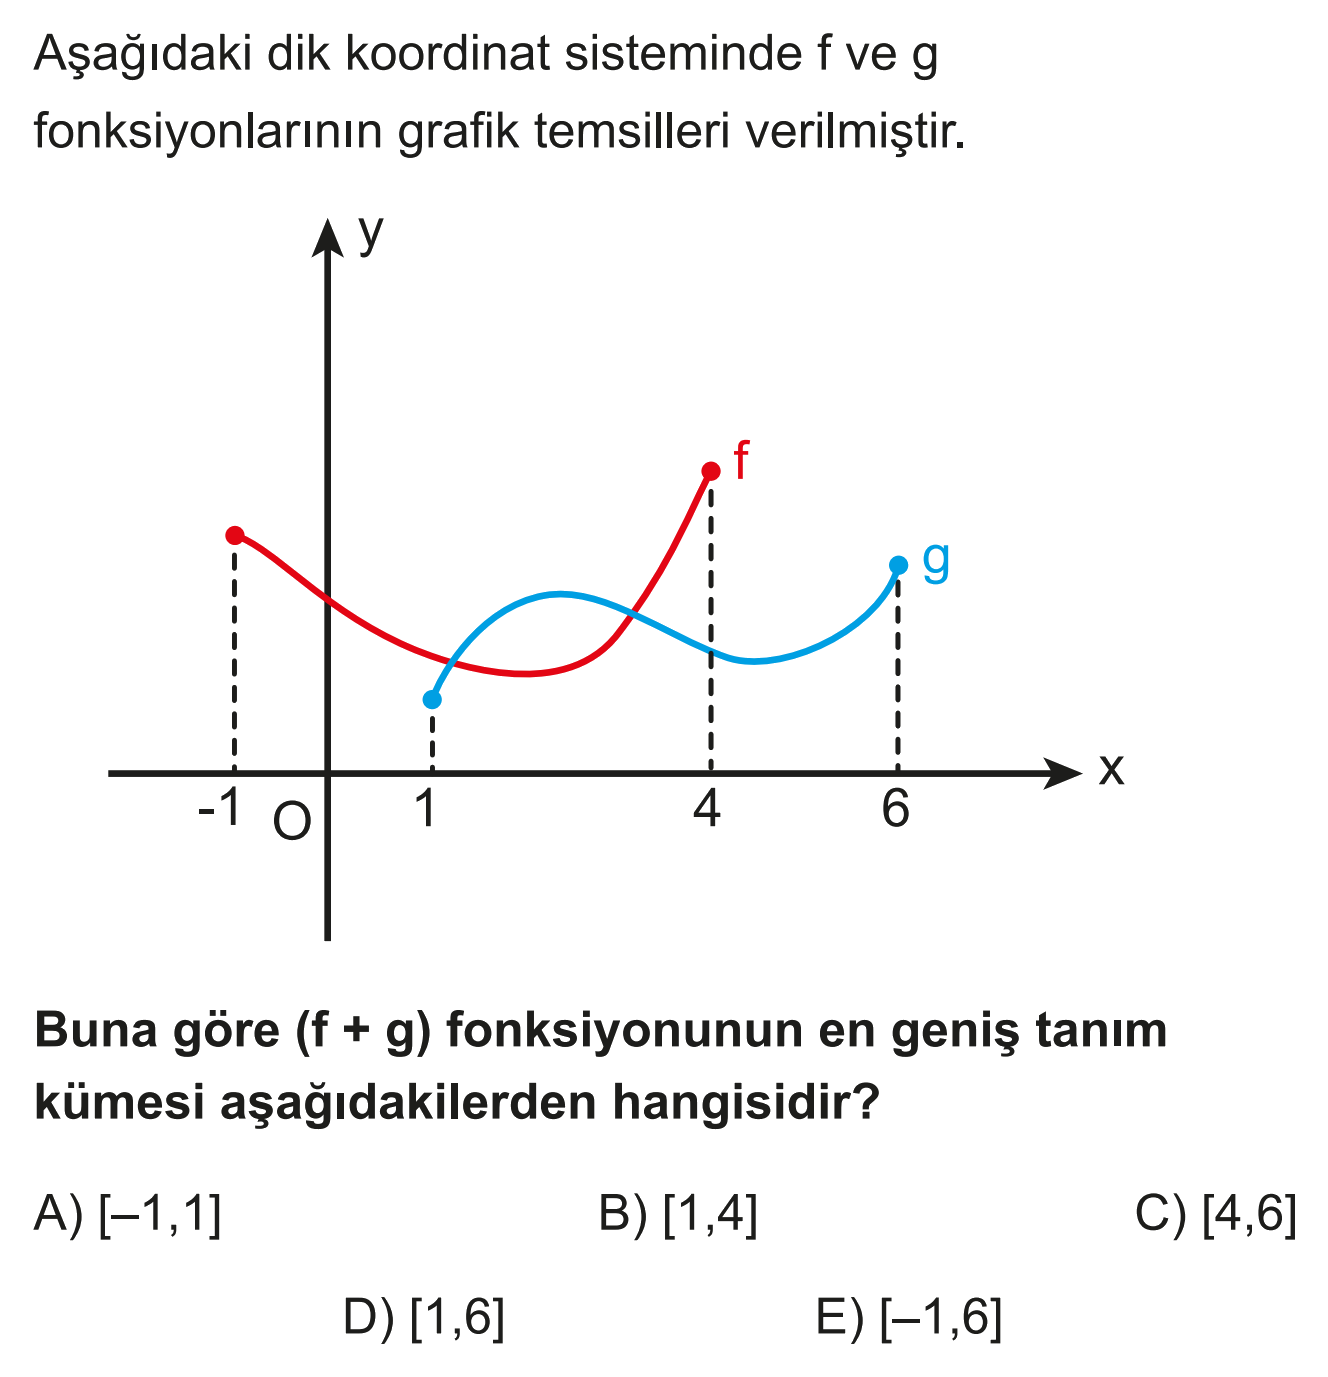 Aşağıdaki dik koordinat sisteminde f ve g
fonksiyonlarının grafik temsilleri verilmiştir.
y
f
g
x
-1 O 1 4 6
Buna göre (f + g) fonksiyonunun en geniş tanım
kümesi aşağıdakilerden hangisidir?
A) [–1,1] B) [1,4] C) [4,6]
D) [1,6] E) [–1,6]